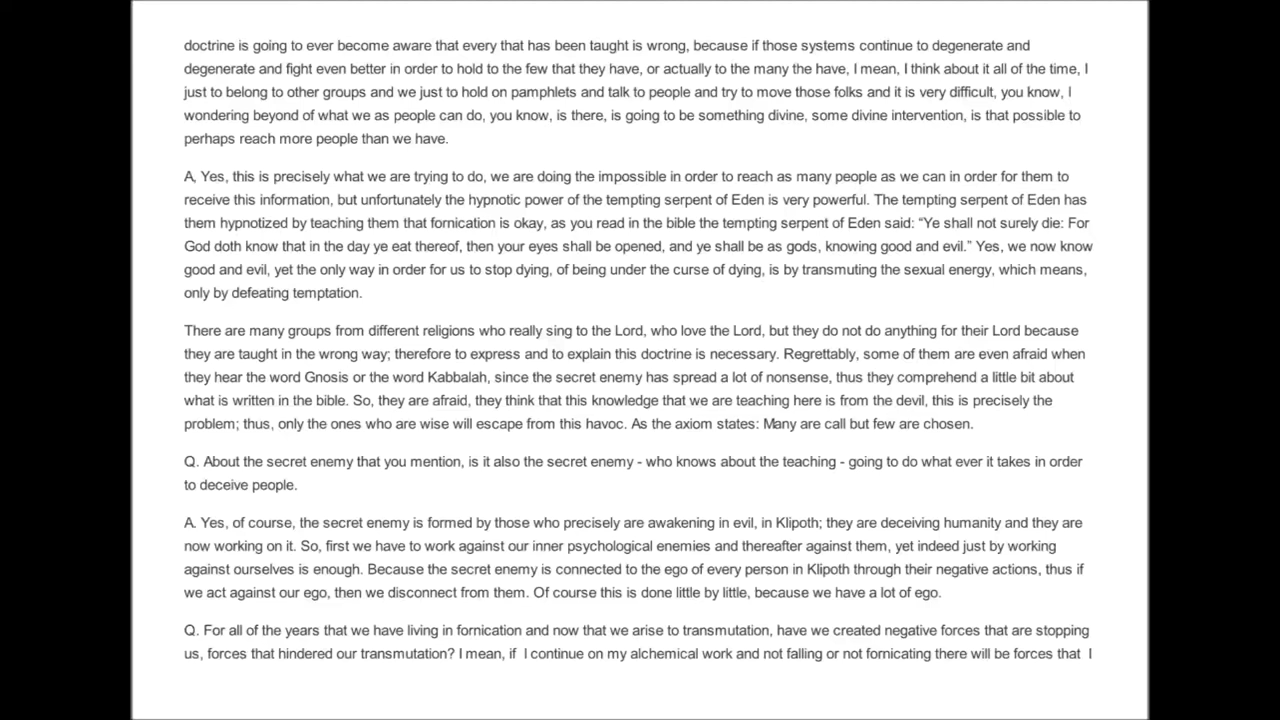 doctrine is going to ever become aware that every that has been taught is wrong, because if those systems continue to degenerate and
degenerate and fight even better in order to hold to the few that they have, or actually to the many the have, I mean, I think about it all of the time, I
just to belong to other groups and we just to hold on pamphlets and talk to people and try to move those folks and it is very difficult, you know, I
wondering beyond of what we as people can do, you know, is there, is going to be something divine, some divine intervention, is that possible to
perhaps reach more people than we have.
A, Yes, this is precisely what we are trying to do, we are doing the impossible in order to reach as many people as we can in order for them to
receive this information, but unfortunately the hypnotic power of the tempting serpent of Eden is very powerful. The tempting serpent of Eden has
them hypnotized by teaching them that fornication is okay, as you read in the bible the tempting serpent of Eden said: “Ye shall not surely die: For
God doth know that in the day ye eat thereof, then your eyes shall be opened, and ye shall be as gods, knowing good and evil.” Yes, we now know
good and evil, yet the only way in order for us to stop dying, of being under the curse of dying, is by transmuting the sexual energy, which means,
only by defeating temptation.
There are many groups from different religions who really sing to the Lord, who love the Lord, but they do not do anything for their Lord because
they are taught in the wrong way; therefore to express and to explain this doctrine is necessary. Regrettably, some of them are even afraid when
they hear the word Gnosis or the word Kabbalah, since the secret enemy has spread a lot of nonsense, thus they comprehend a little bit about
what is written in the bible. So, they are afraid, they think that this knowledge that we are teaching here is from the devil, this is precisely the
problem; thus, only the ones who are wise will escape from this havoc. As the axiom states: Many are call but few are chosen.
Q. About the secret enemy that you mention, is it also the secret enemy - who knows about the teaching - going to do what ever it takes in order
to deceive people.
A. Yes, of course, the secret enemy is formed by those who precisely are awakening in evil, in Klipoth; they are deceiving humanity and they are
now working on it. So, first we have to work against our inner psychological enemies and thereafter against them, yet indeed just by working
against ourselves is enough. Because the secret enemy is connected to the ego of every person in Klipoth through their negative actions, thus if
we act against our ego, then we disconnect from them. Of course this is done little by little, because we have a lot of ego.
Q. For all of the years that we have living in fornication and now that we arise to transmutation, have we created negative forces that are stopping
us, forces that hindered our transmutation? I mean, if I continue on my alchemical work and not falling or not fornicating there will be forces that I